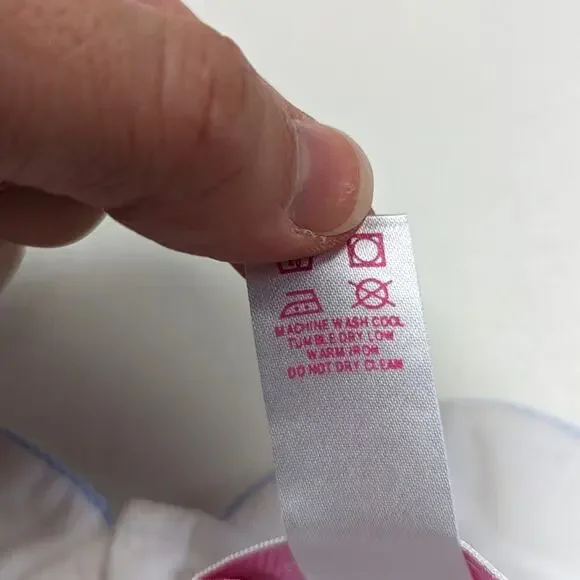 MACHINE WASH COOL
TUMBLE DRY LOW
WARM IRON
DO NOT DRY CLEAN